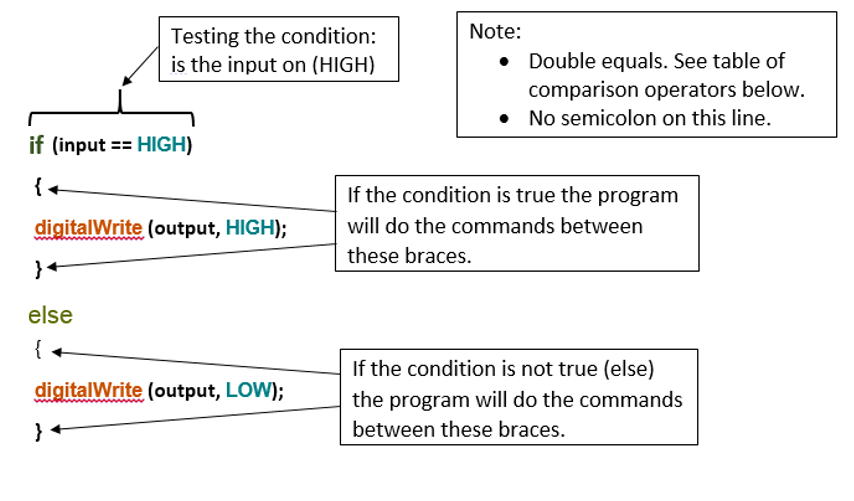 Testing the condition:
is the input on (HIGH)
Note:
• Double equals. See table of
comparison operators below.
• No semicolon on this line.
if (input == HIGH)
{
If the condition is true the program
will do the commands between
these braces.
digitalWrite (output, HIGH);
}
else
{
If the condition is not true (else)
the program will do the commands
between these braces.
digitalWrite (output, LOW);
}